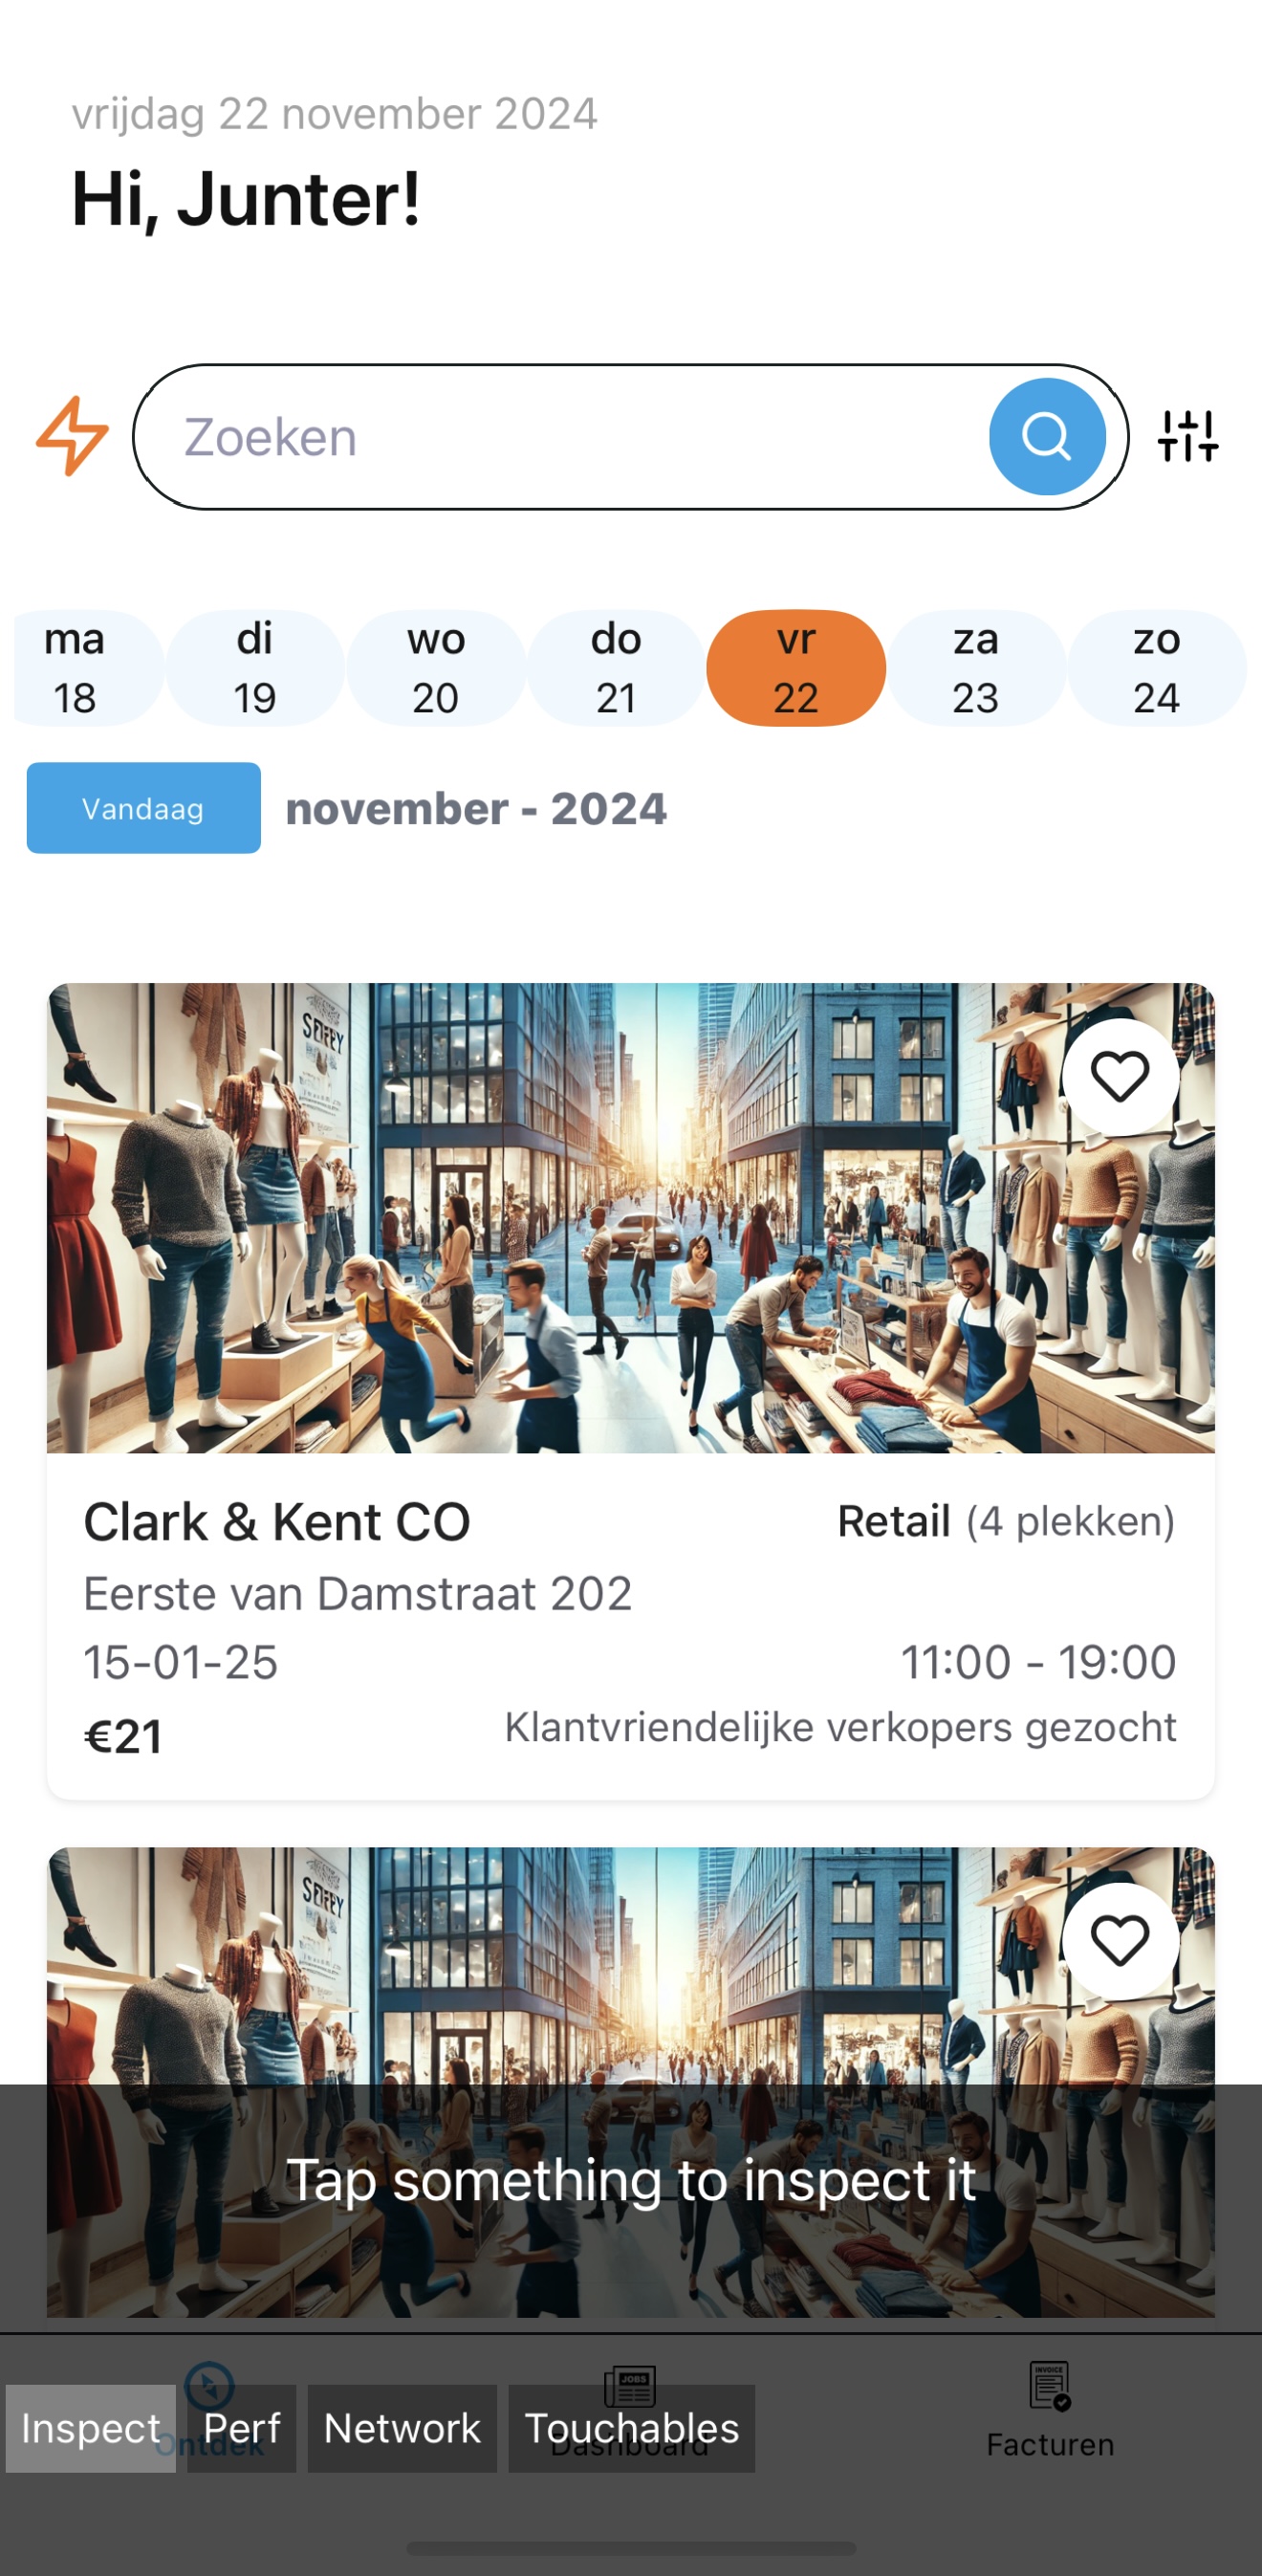 vrijdag 22 november 2024
Hi, Junter!
Zoeken
ma di wo do vr za zo
18 19 20 21 22 23 24
Vandaag november - 2024
Clark & Kent CO Retail (4 plekken)
Eerste van Damstraat 202
15-01-25 11:00 - 19:00
€21 Klantvriendelijke verkopers gezocht
Tap something to inspect it
JOBS INVOICE
Inspect Perf Network Touchables
Ontdek Dashboard Facturen